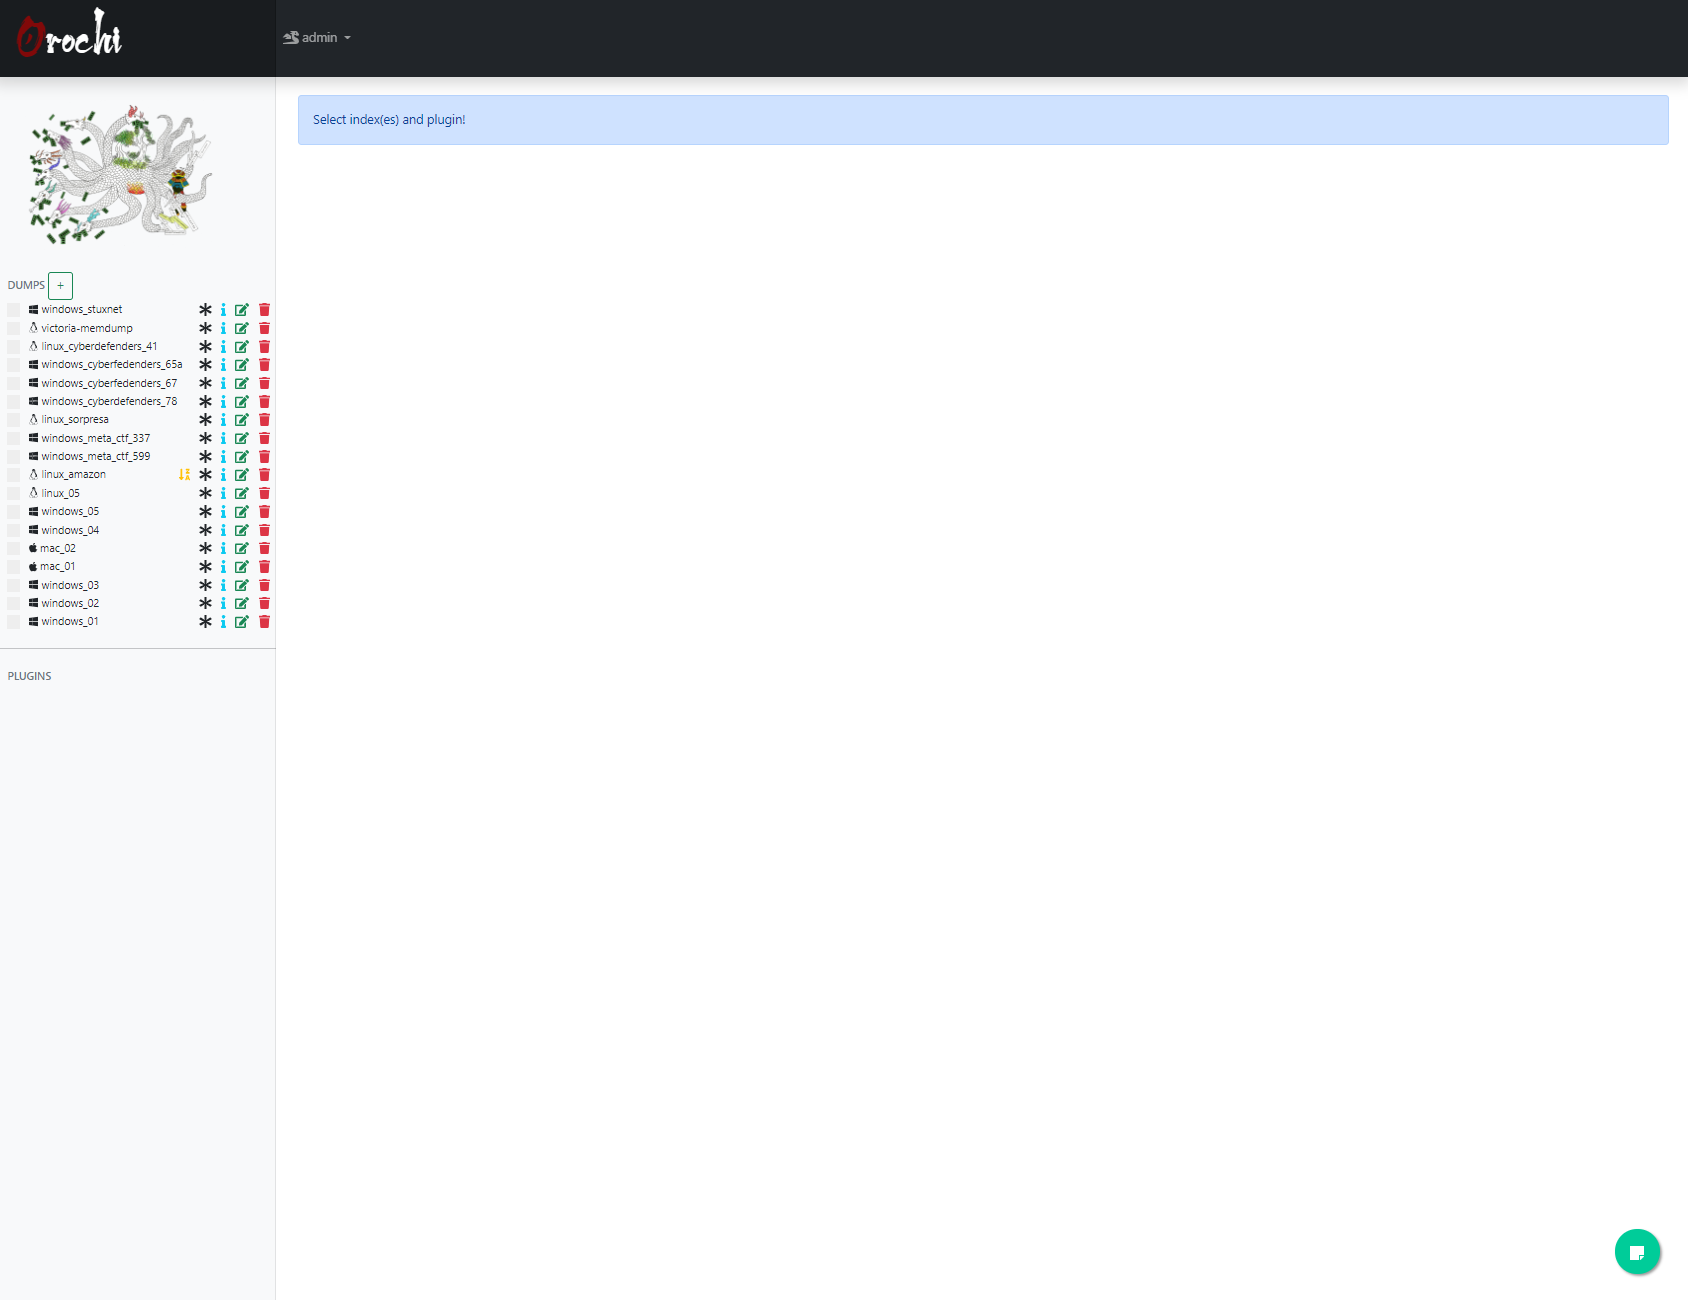 Orochi
admin
Select index(es) and plugin!
DUMPS +
windows_stuxnet
victoria-memdump
linux_cyberdefenders_41
windows_cyberfedenders_65a
windows_cyberfedenders_67
windows_cyberdefenders_78
linux_sorpresa
windows_meta_ctf_337
windows_meta_ctf_599
linux_amazon
linux_05
windows_05
windows_04
mac_02
mac_01
windows_03
windows_02
windows_01
PLUGINS